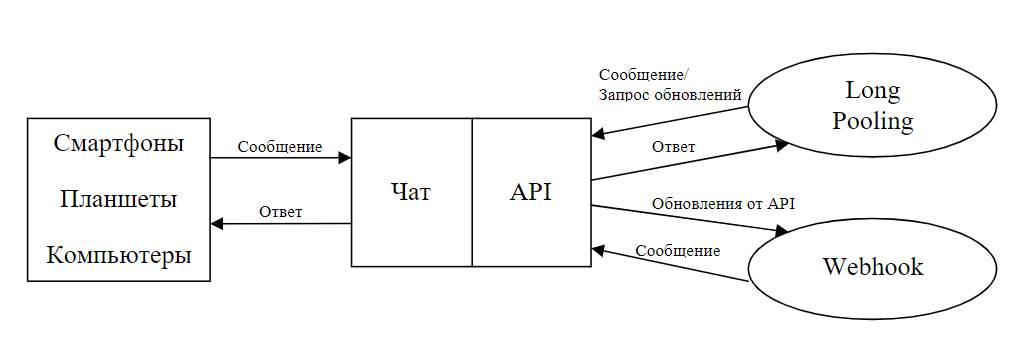 Смартфоны
Планшеты
Компьютеры
Сообщение
Ответ
Чат
API
Сообщение/
Запрос обновлений
Ответ
Обновления от API
Сообщение
Long
Pooling
Webhook